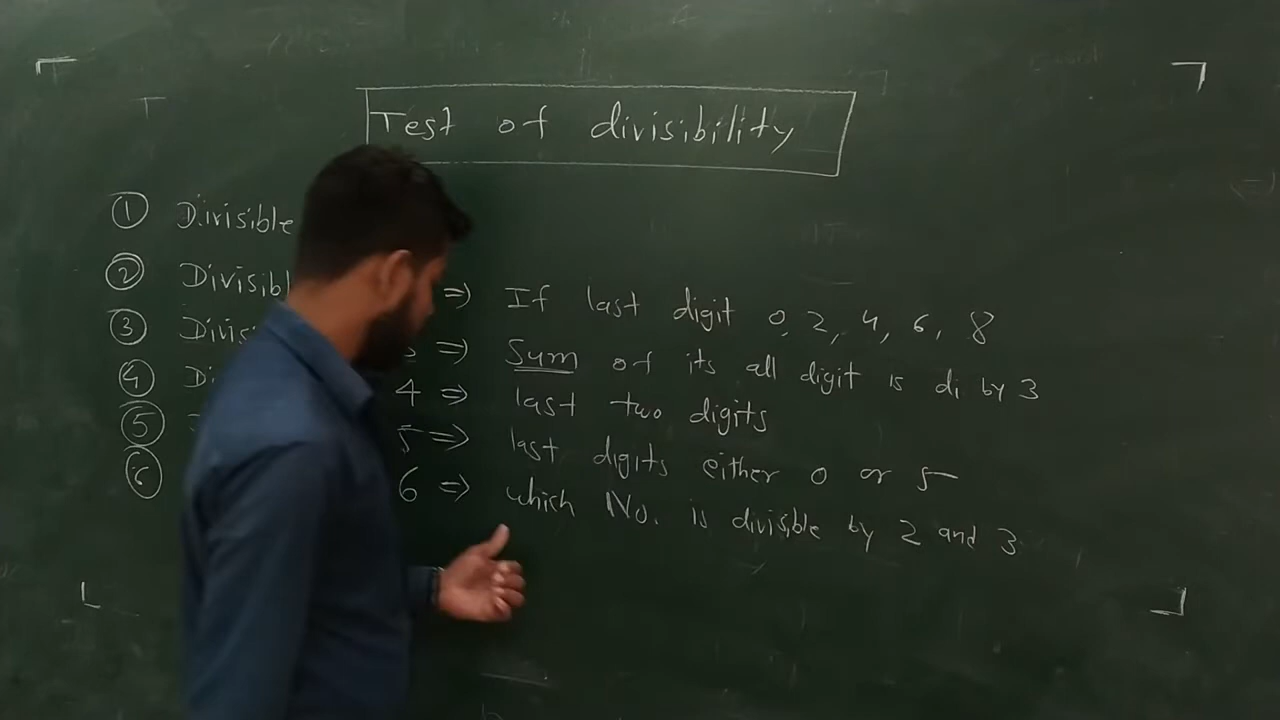 Test of divisibility
① Divisible
② Divisibl => If last digit 0, 2, 4, 6, 8
③ Divis => Sum of its all digit is di by 3
④ Di 4 => last two digits
⑤ 5 => last digits either 0 or 5
⑥ 6 => which No. is divisible by 2 and 3